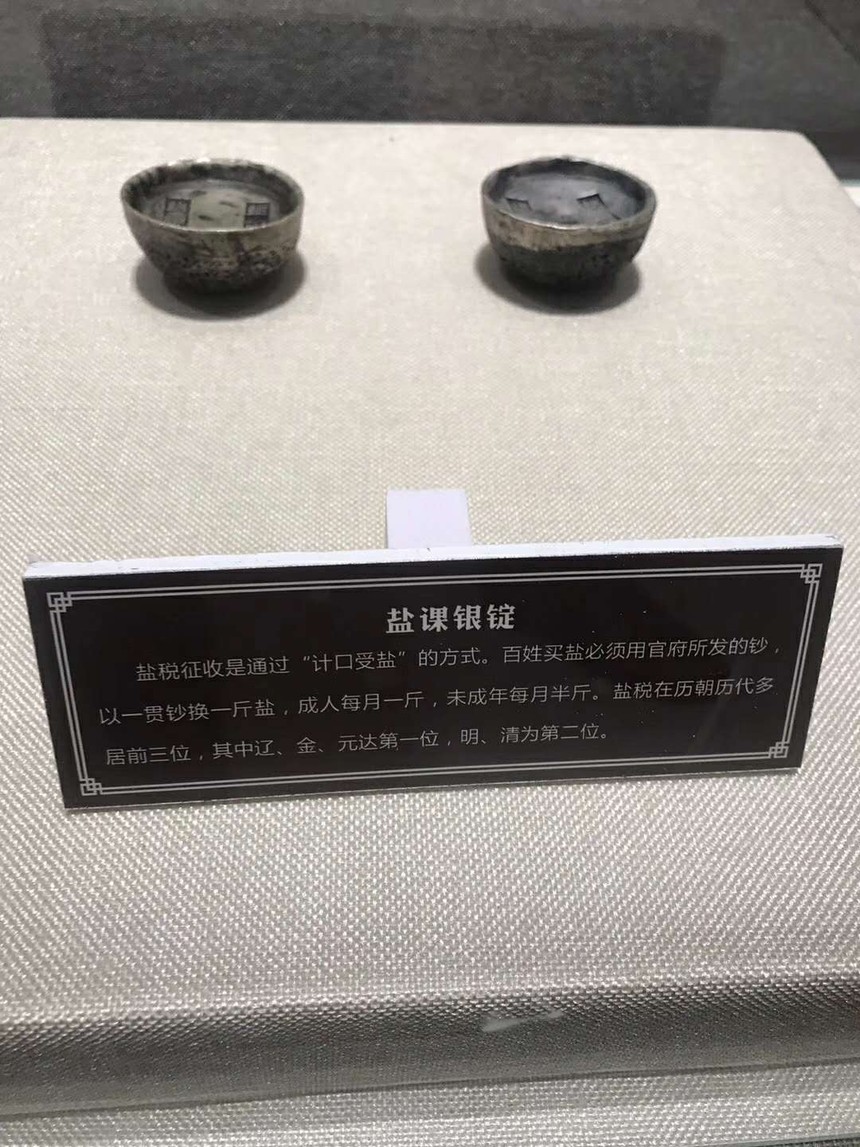 盐课银锭
盐税征收是通过“计口受盐”的方式。百姓买盐必须用官府所发的钞，
以一贯钞换一斤盐，成人每月一斤，未成年每月半斤。盐税在历朝历代多
居前三位，其中辽、金、元达第一位，明、清为第二位。